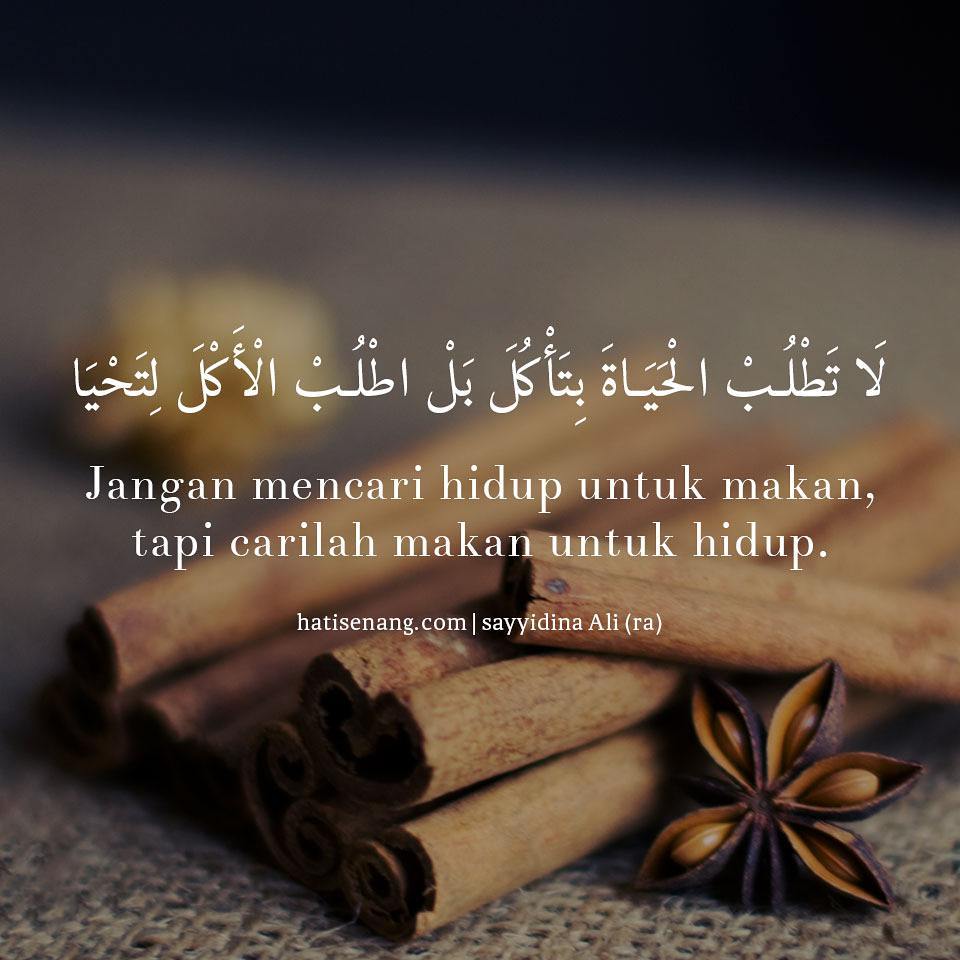 لَا تَطْلُبْ الْحَيَاةَ بِتَأْكُلَ بَلْ اطْلُبْ الْأَكْلَ لِتَحْيَا
Jangan mencari hidup untuk makan,
tapi carilah makan untuk hidup.
hatisenang.com | sayyidina Ali (ra)